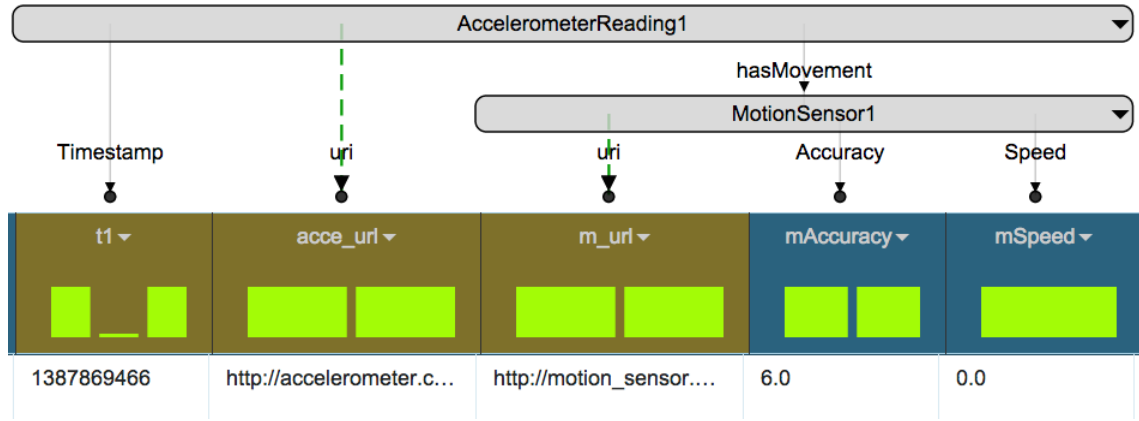 AccelerometerReading1
hasMovement
MotionSensor1
Timestamp uri uri Accuracy Speed
t1 acce_url m_url mAccuracy mSpeed
1387869466 http://accelerometer.c... http://motion_sensor.... 6.0 0.0